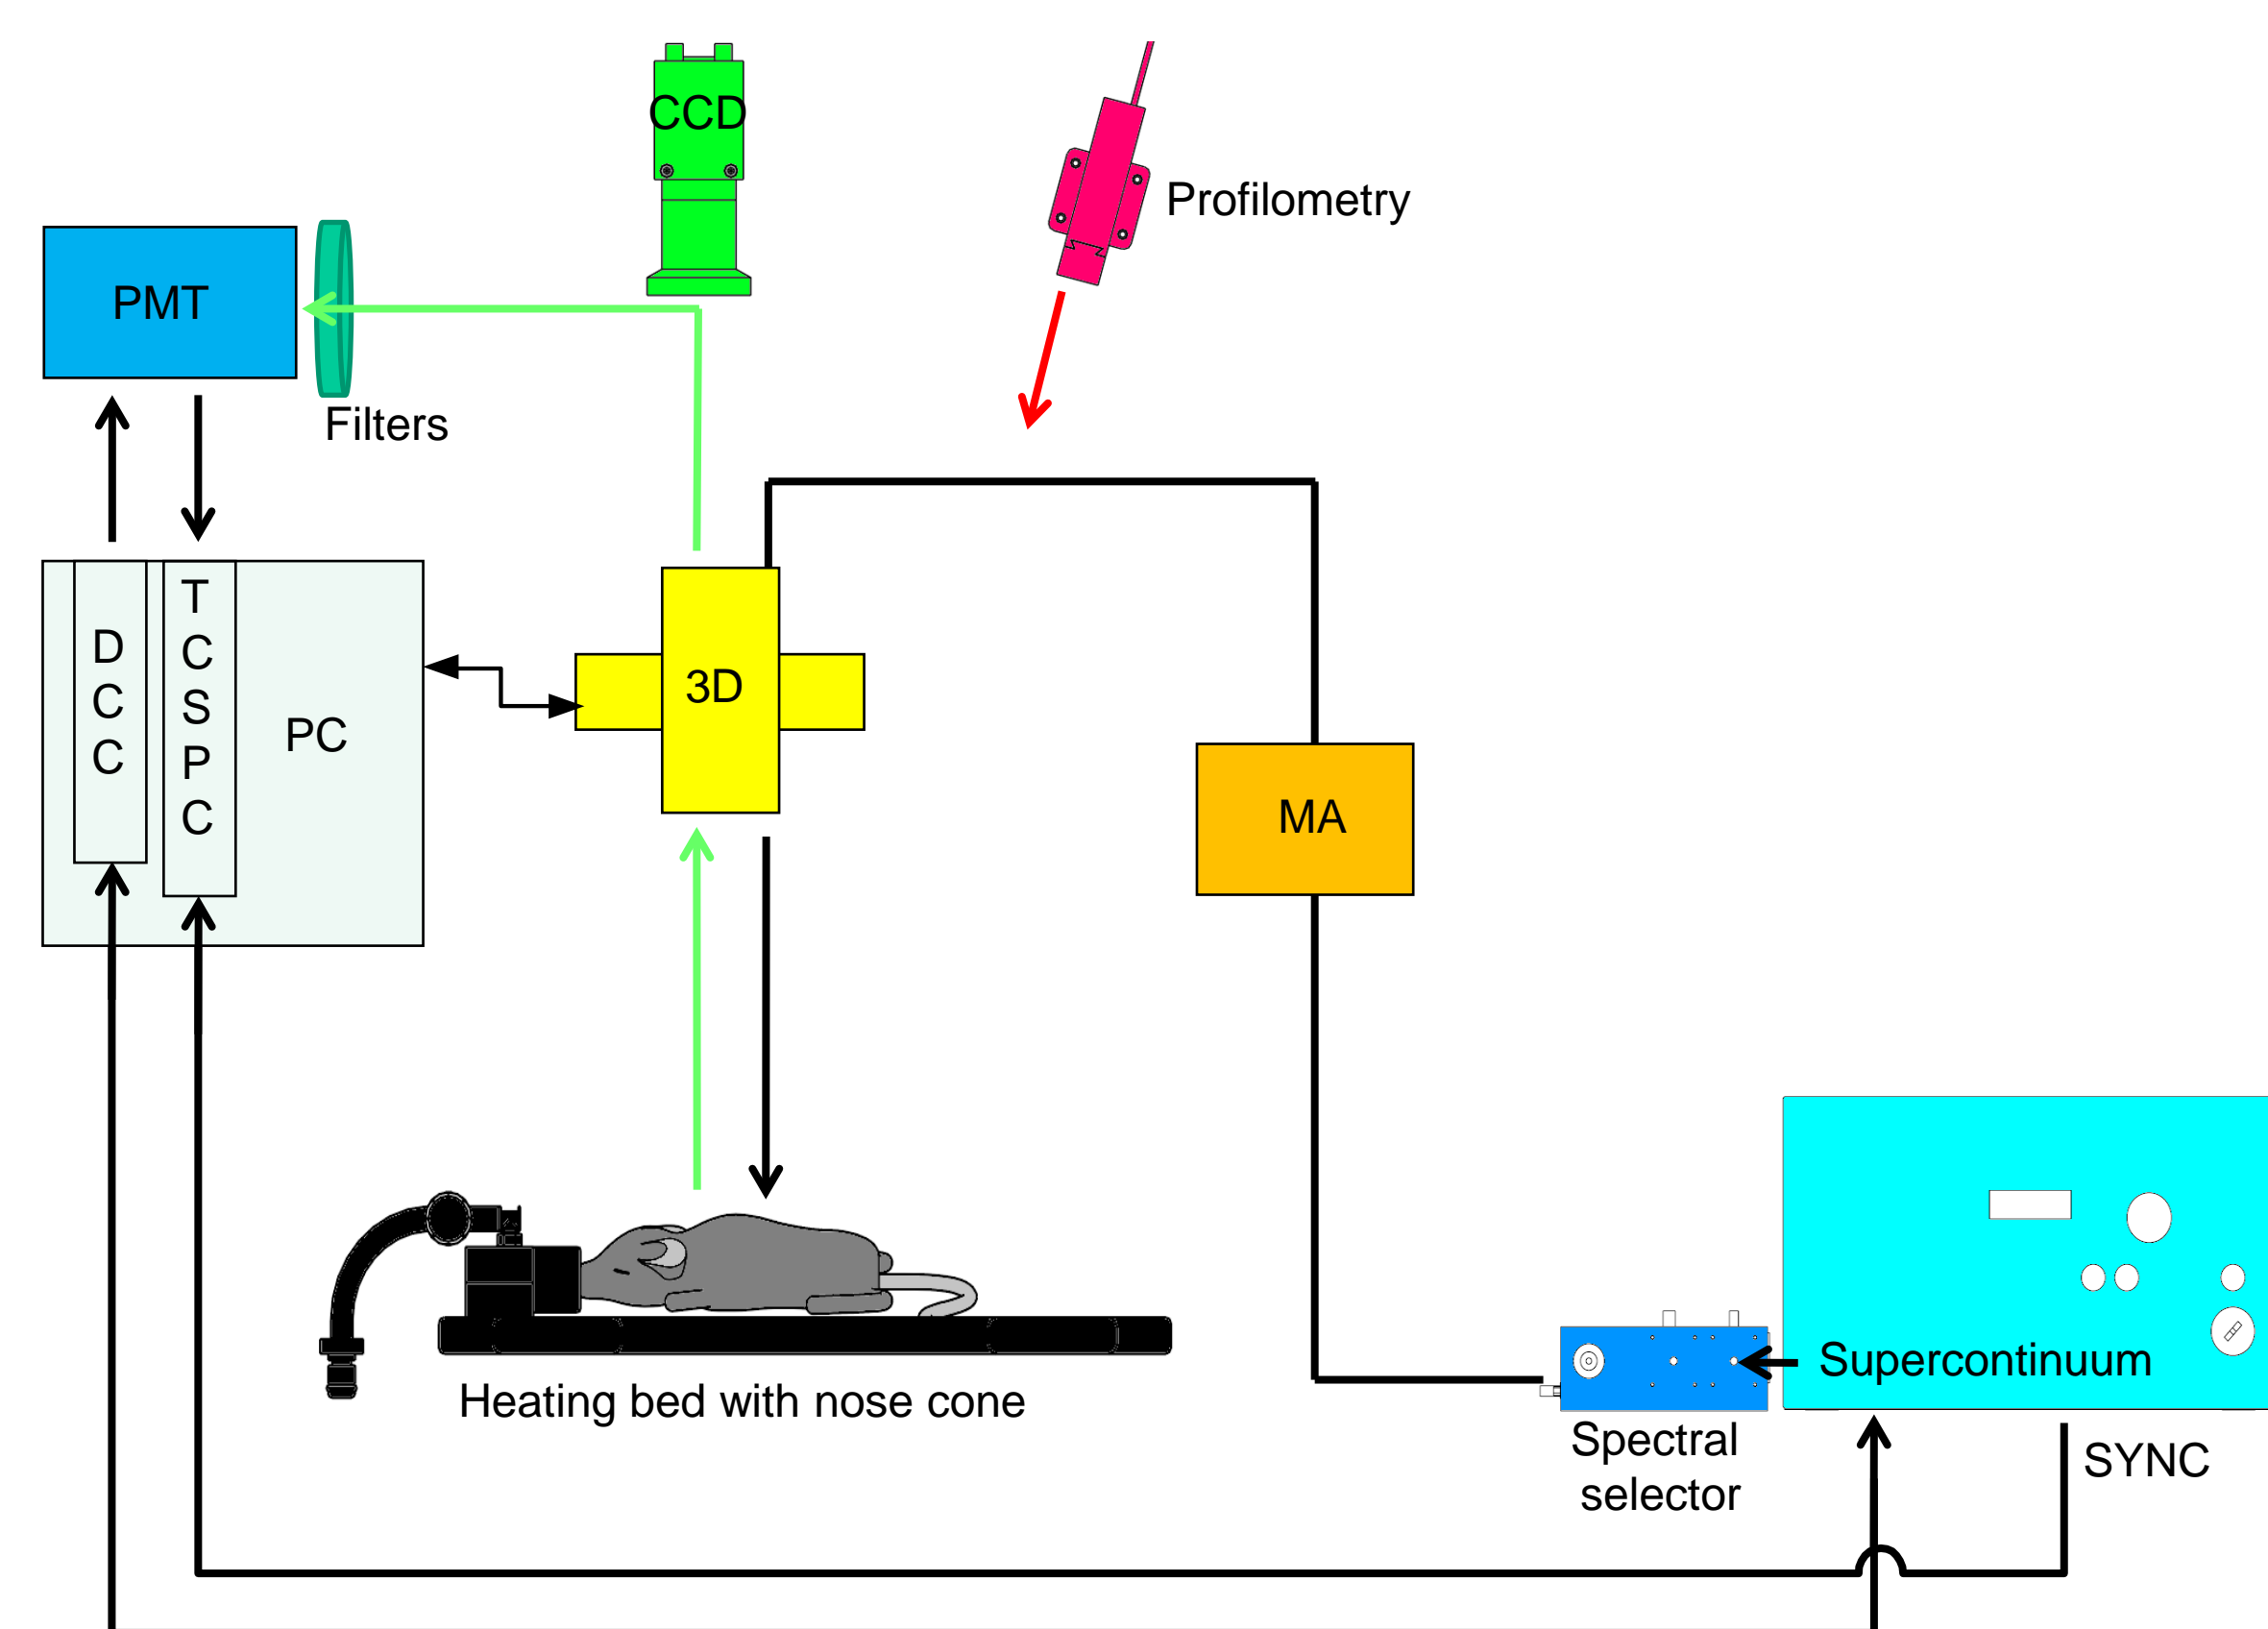 CCD
Profilometry
PMT
Filters
D
C
C
T
C
S
P
C
PC
3D
MA
Heating bed with nose cone
Supercontinuum
Spectral
selector
SYNC